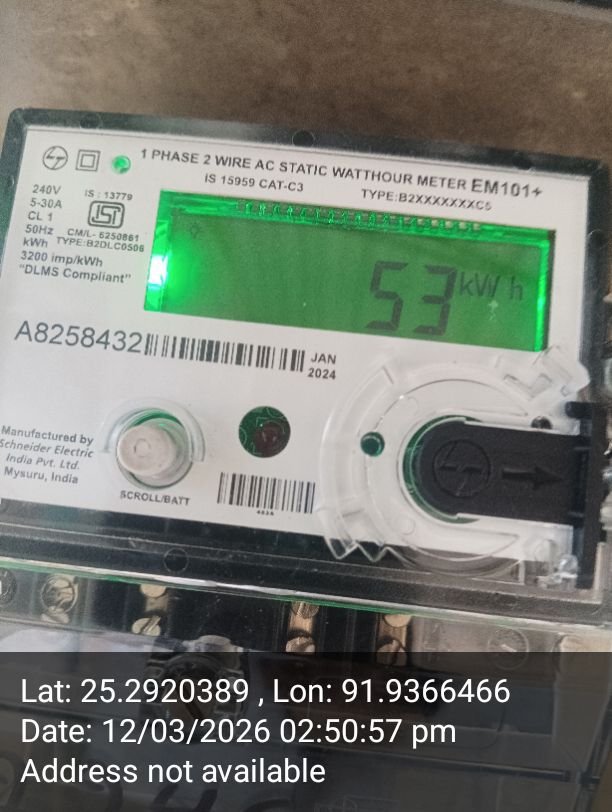 1 PHASE 2 WIRE AC STATIC WATTHOUR METER EM101+
IS 15959 CAT-C3 TYPE:B2XXXXXXXC5
240V
5-30A
CL 1
50Hz
kWh
3200 imp/kWh
"DLMS Compliant"
IS : 13779
ISI
CM/L- 6250861
TYPE:B2DLC0506
53 kWh
A8258432
JAN
2024
Manufactured by
Schneider Electric
India Pvt. Ltd.
Mysuru, India
SCROLL/BATT
Lat: 25.2920389 , Lon: 91.9366466
Date: 12/03/2026 02:50:57 pm
Address not available